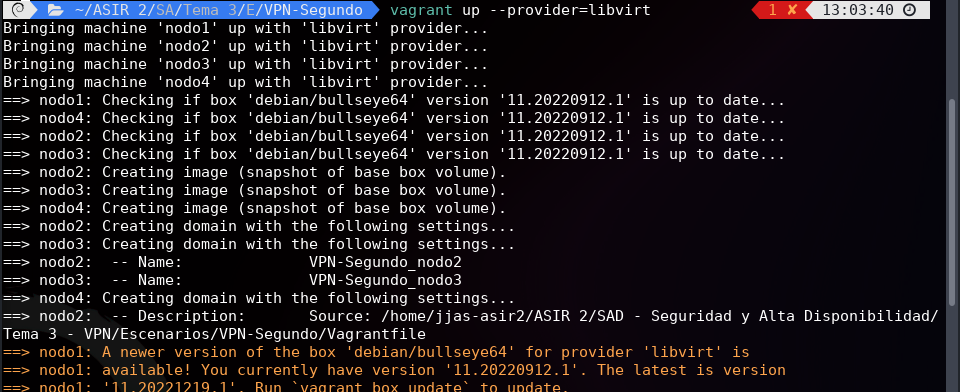 ~/ASIR 2/SA/Tema 3/E/VPN-Segundo vagrant up --provider=libvirt 1 ✘ 13:03:40
Bringing machine 'nodo1' up with 'libvirt' provider...
Bringing machine 'nodo2' up with 'libvirt' provider...
Bringing machine 'nodo3' up with 'libvirt' provider...
Bringing machine 'nodo4' up with 'libvirt' provider...
==> nodo1: Checking if box 'debian/bullseye64' version '11.20220912.1' is up to date...
==> nodo4: Checking if box 'debian/bullseye64' version '11.20220912.1' is up to date...
==> nodo2: Checking if box 'debian/bullseye64' version '11.20220912.1' is up to date...
==> nodo3: Checking if box 'debian/bullseye64' version '11.20220912.1' is up to date...
==> nodo2: Creating image (snapshot of base box volume).
==> nodo3: Creating image (snapshot of base box volume).
==> nodo4: Creating image (snapshot of base box volume).
==> nodo2: Creating domain with the following settings...
==> nodo3: Creating domain with the following settings...
==> nodo2:  -- Name:              VPN-Segundo_nodo2
==> nodo3:  -- Name:              VPN-Segundo_nodo3
==> nodo4: Creating domain with the following settings...
==> nodo2:  -- Description:       Source: /home/jjas-asir2/ASIR 2/SAD - Seguridad y Alta Disponibilidad/
Tema 3 - VPN/Escenarios/VPN-Segundo/Vagrantfile
==> nodo1: A newer version of the box 'debian/bullseye64' for provider 'libvirt' is
==> nodo1: available! You currently have version '11.20220912.1'. The latest is version
==> nodo1: '11.20221219.1'. Run `vagrant box update` to update.